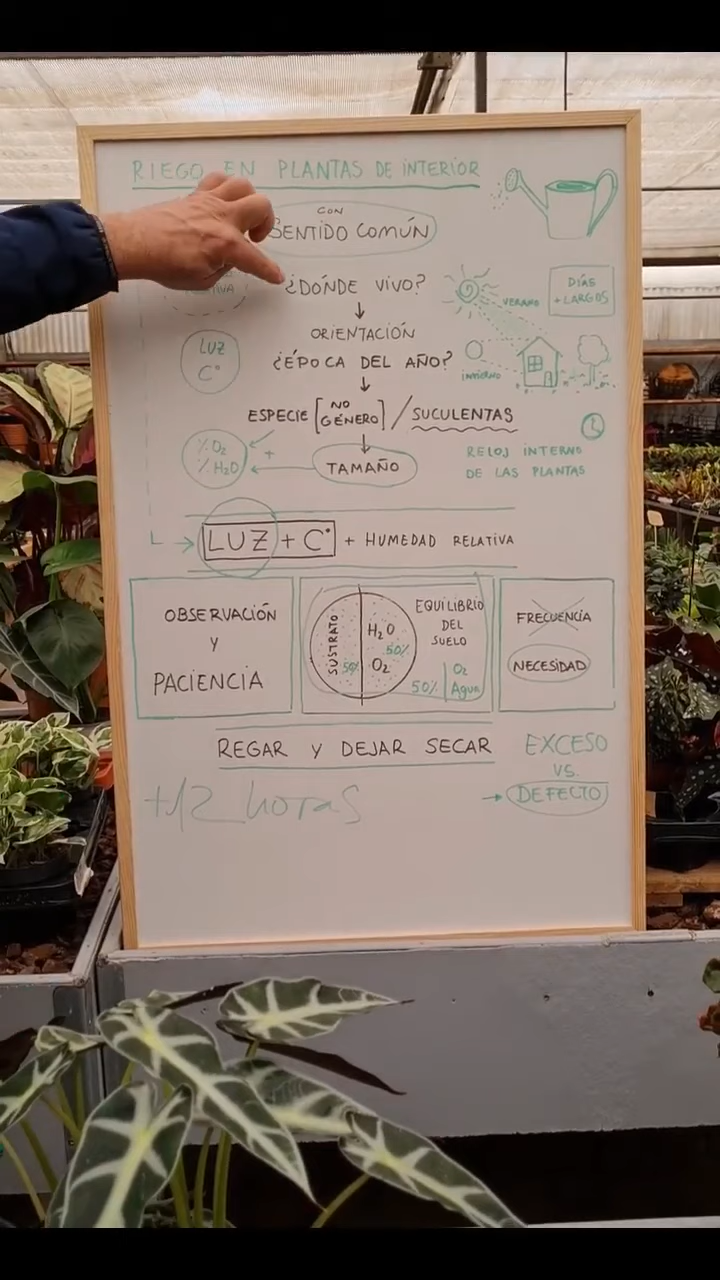 RIEGO EN PLANTAS DE INTERIOR
CON
SENTIDO COMÚN
¿DÓNDE VIVO?
VERANO
DÍAS
+ LARGOS
ORIENTACIÓN
LUZ
C°
¿ÉPOCA DEL AÑO?
INVIERNO
ESPECIE [NO GÉNERO] / SUCULENTAS
% O₂
% H₂O
+
TAMAÑO
RELOJ INTERNO
DE LAS PLANTAS
LUZ + C° + HUMEDAD RELATIVA
OBSERVACIÓN
Y
PACIENCIA
SUSTRATO
50%
H₂O
50%
O₂
EQUILIBRIO
DEL
SUELO
50% O₂
Agua
FRECUENCIA
NECESIDAD
REGAR Y DEJAR SECAR
EXCESO
VS.
DEFECTO
+12 horas